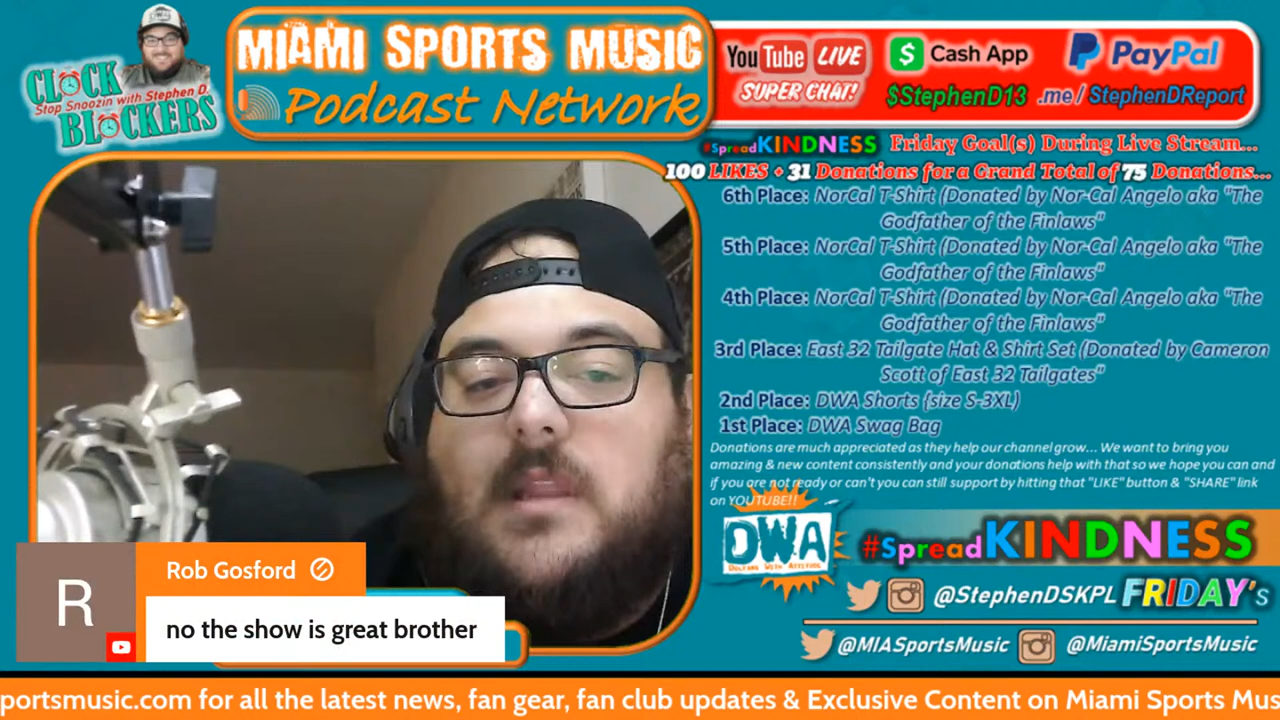 CLOCK
Stop Snoozin with Stephen D.
BLOCKERS
DWA
MIAMI SPORTS MUSIC
Podcast Network
YouTube LIVE
SUPER CHAT!
$ Cash App
$StephenD13
PayPal
.me/StephenDReport
#SpreadKINDNESS Friday Goal(s) During Live Stream...
100 LIKES + 31 Donations for a Grand Total of 75 Donations...
6th Place: NorCal T-Shirt (Donated by Nor-Cal Angelo aka "The
Godfather of the Finlaws"
5th Place: NorCal T-Shirt (Donated by Nor-Cal Angelo aka "The
Godfather of the Finlaws"
4th Place: NorCal T-Shirt (Donated by Nor-Cal Angelo aka "The
Godfather of the Finlaws"
3rd Place: East 32 Tailgate Hat & Shirt Set (Donated by Cameron
Scott of East 32 Tailgates"
2nd Place: DWA Shorts (size S-3XL)
1st Place: DWA Swag Bag
Donations are much appreciated as they help our channel grow... We want to bring you
amazing & new content consistently and your donations help with that so we hope you can and
if you are not ready or can't you can still support by hitting that "LIKE" button & "SHARE" link
on YOUTUBE!!
DWA
DOLFANS WITH ATTITUDE
#SpreadKINDNESS
@StephenDSKPL FRIDAY's
@MIASportsMusic @MiamiSportsMusic
R
Rob Gosford
no the show is great brother
portsmusic.com for all the latest news, fan gear, fan club updates & Exclusive Content on Miami Sports Mus